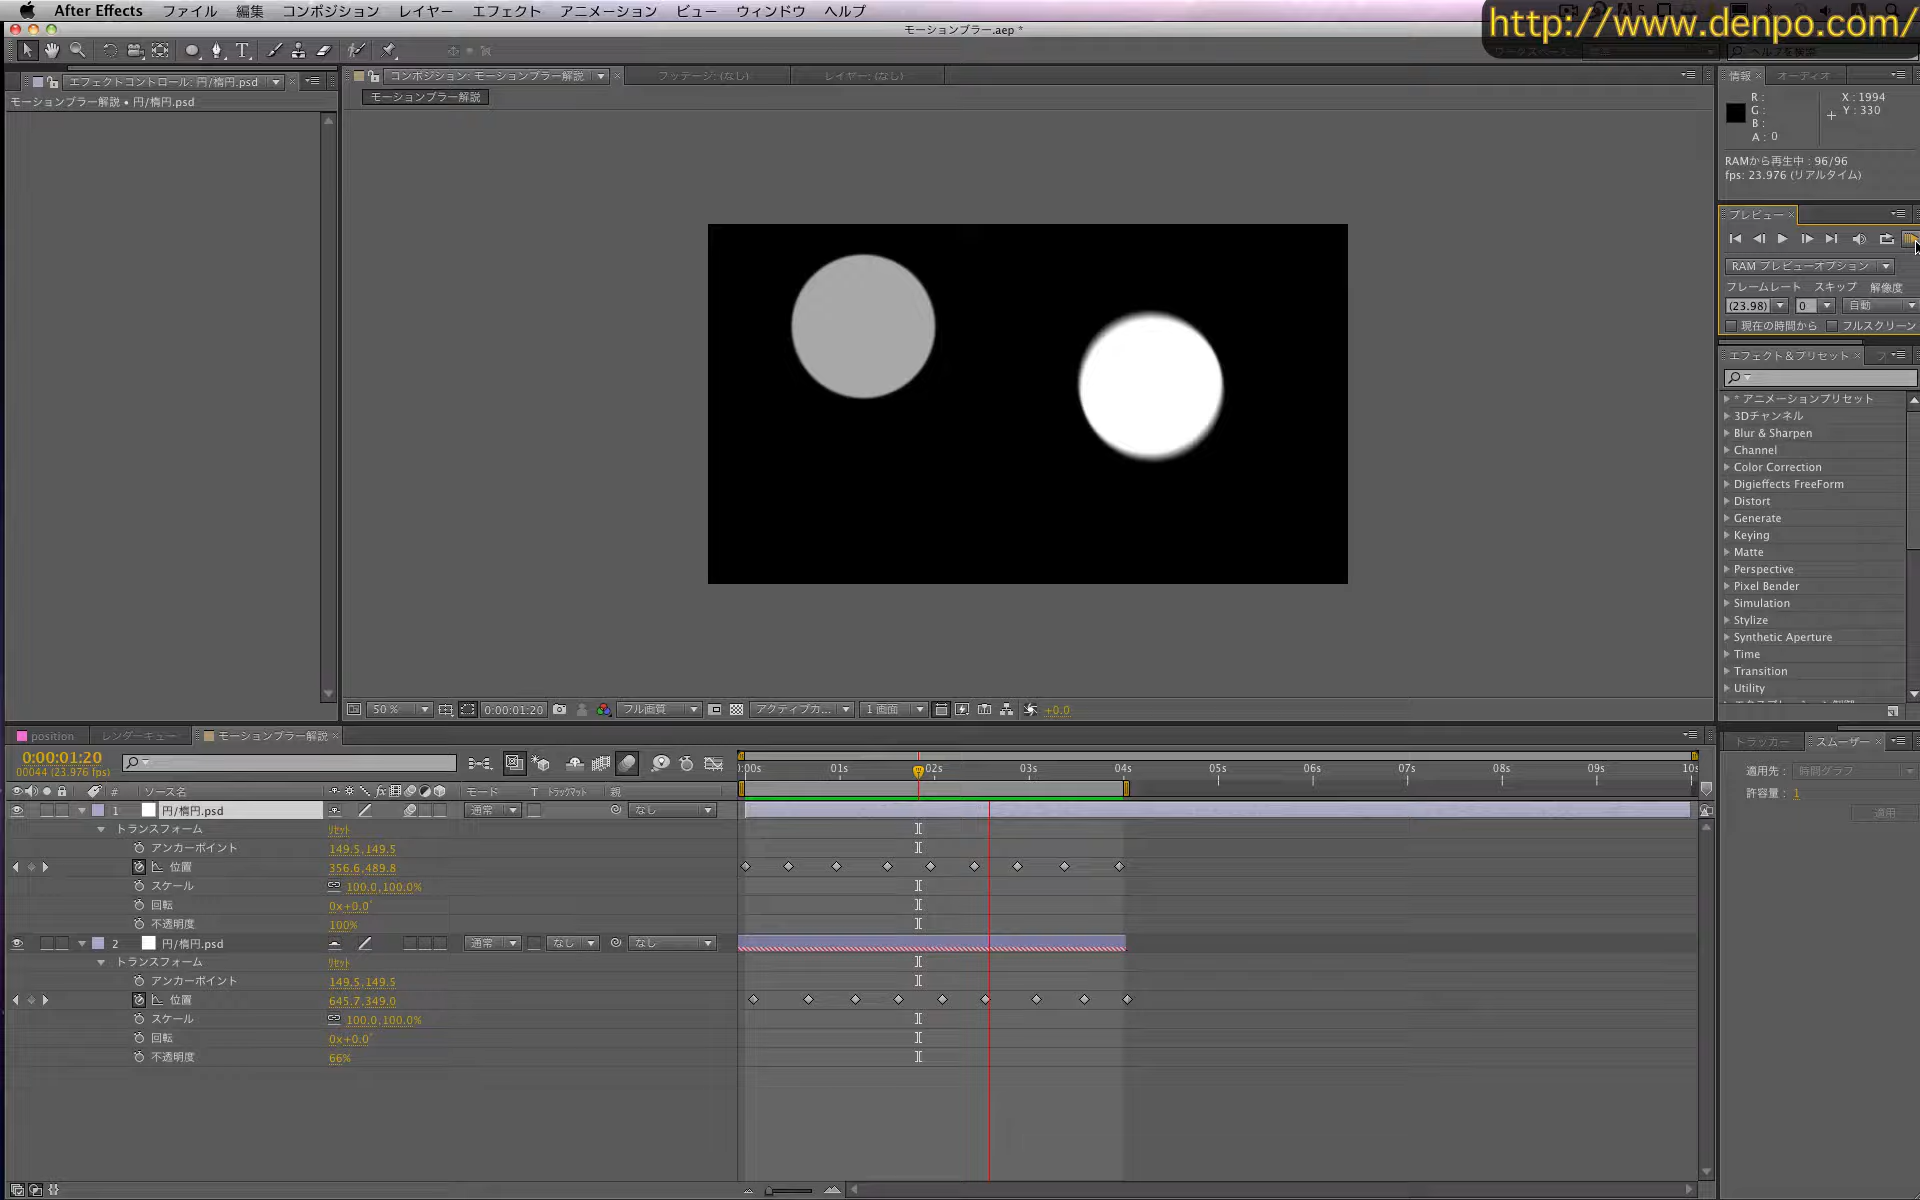 After Effects ファイル 編集 コンポジション レイヤー エフェクト アニメーション ビュー ウィンドウ ヘルプ
http://www.denpo.com/
モーションブラー.aep *
エフェクトコントロール: 円/楕円.psd
コンポジション: モーションブラー解説
フッテージ: (なし)
レイヤー: (なし)
モーションブラー解説 • 円/楕円.psd
モーションブラー解説
情報 オーディオ
R :
G :
B :
A : 0
X : 1994
Y : 330
RAMから再生中 : 96/96
fps: 23.976 (リアルタイム)
プレビュー
RAM プレビューオプション
フレームレート スキップ 解像度
(23.98) 0 自動
現在の時間から フルスクリーン
エフェクト＆プリセット
* アニメーションプリセット
3Dチャンネル
Blur & Sharpen
Channel
Color Correction
Digieffects FreeForm
Distort
Generate
Keying
Matte
Perspective
Pixel Bender
Simulation
Stylize
Synthetic Aperture
Time
Transition
Utility
50 % 0:00:01:20 フル画質 アクティブカ... 1 画面 +0.0
position レンダーキュー モーションブラー解説
0:00:01:20
00044 (23.976 fps)
:00s 01s 02s 03s 04s 05s 06s 07s 08s 09s 10s
# ソース名 fx モード T トラックマット 親
1 円/楕円.psd 通常 なし
トランスフォーム リセット
アンカーポイント 149.5,149.5
位置 356.6,489.8
スケール 100.0,100.0%
回転 0x+0.0°
不透明度 100%
2 円/楕円.psd 通常 なし なし
トランスフォーム リセット
アンカーポイント 149.5,149.5
位置 645.7,349.0
スケール 100.0,100.0%
回転 0x+0.0°
不透明度 66%
トラッカー スムーザー
適用先 : 時間グラフ
許容量 : 1
適用